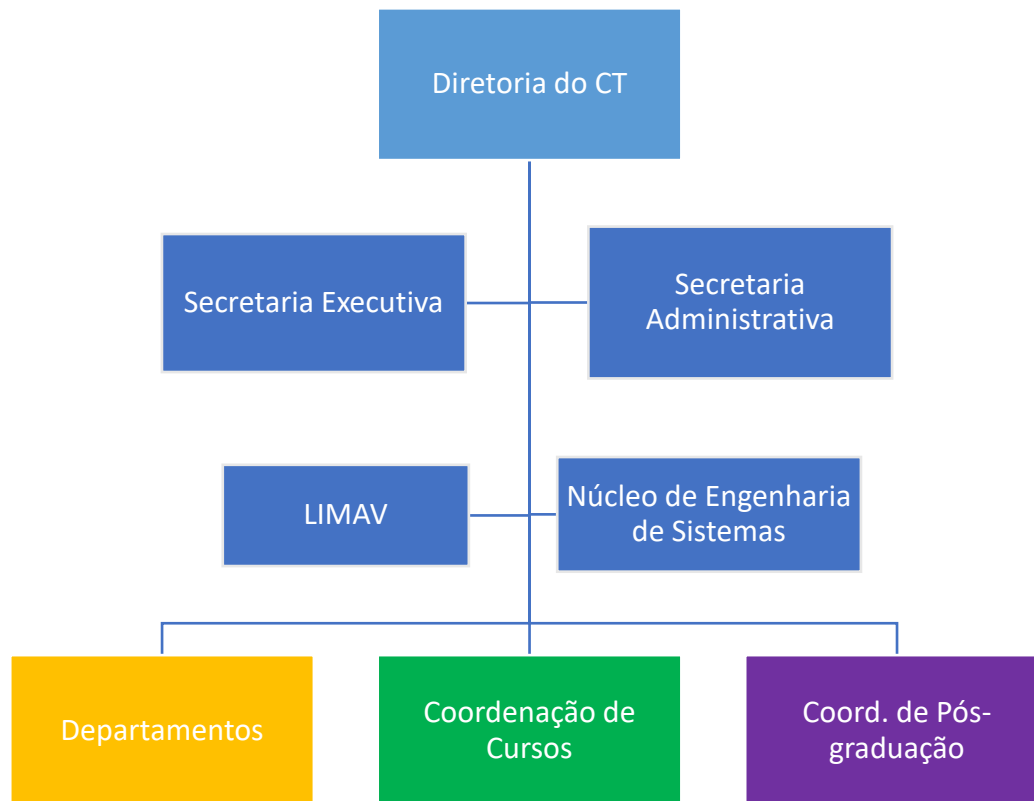 Diretoria do CT
Secretaria Executiva
Secretaria
Administrativa
LIMAV
Núcleo de Engenharia
de Sistemas
Departamentos
Coordenação de
Cursos
Coord. de Pós-
graduação